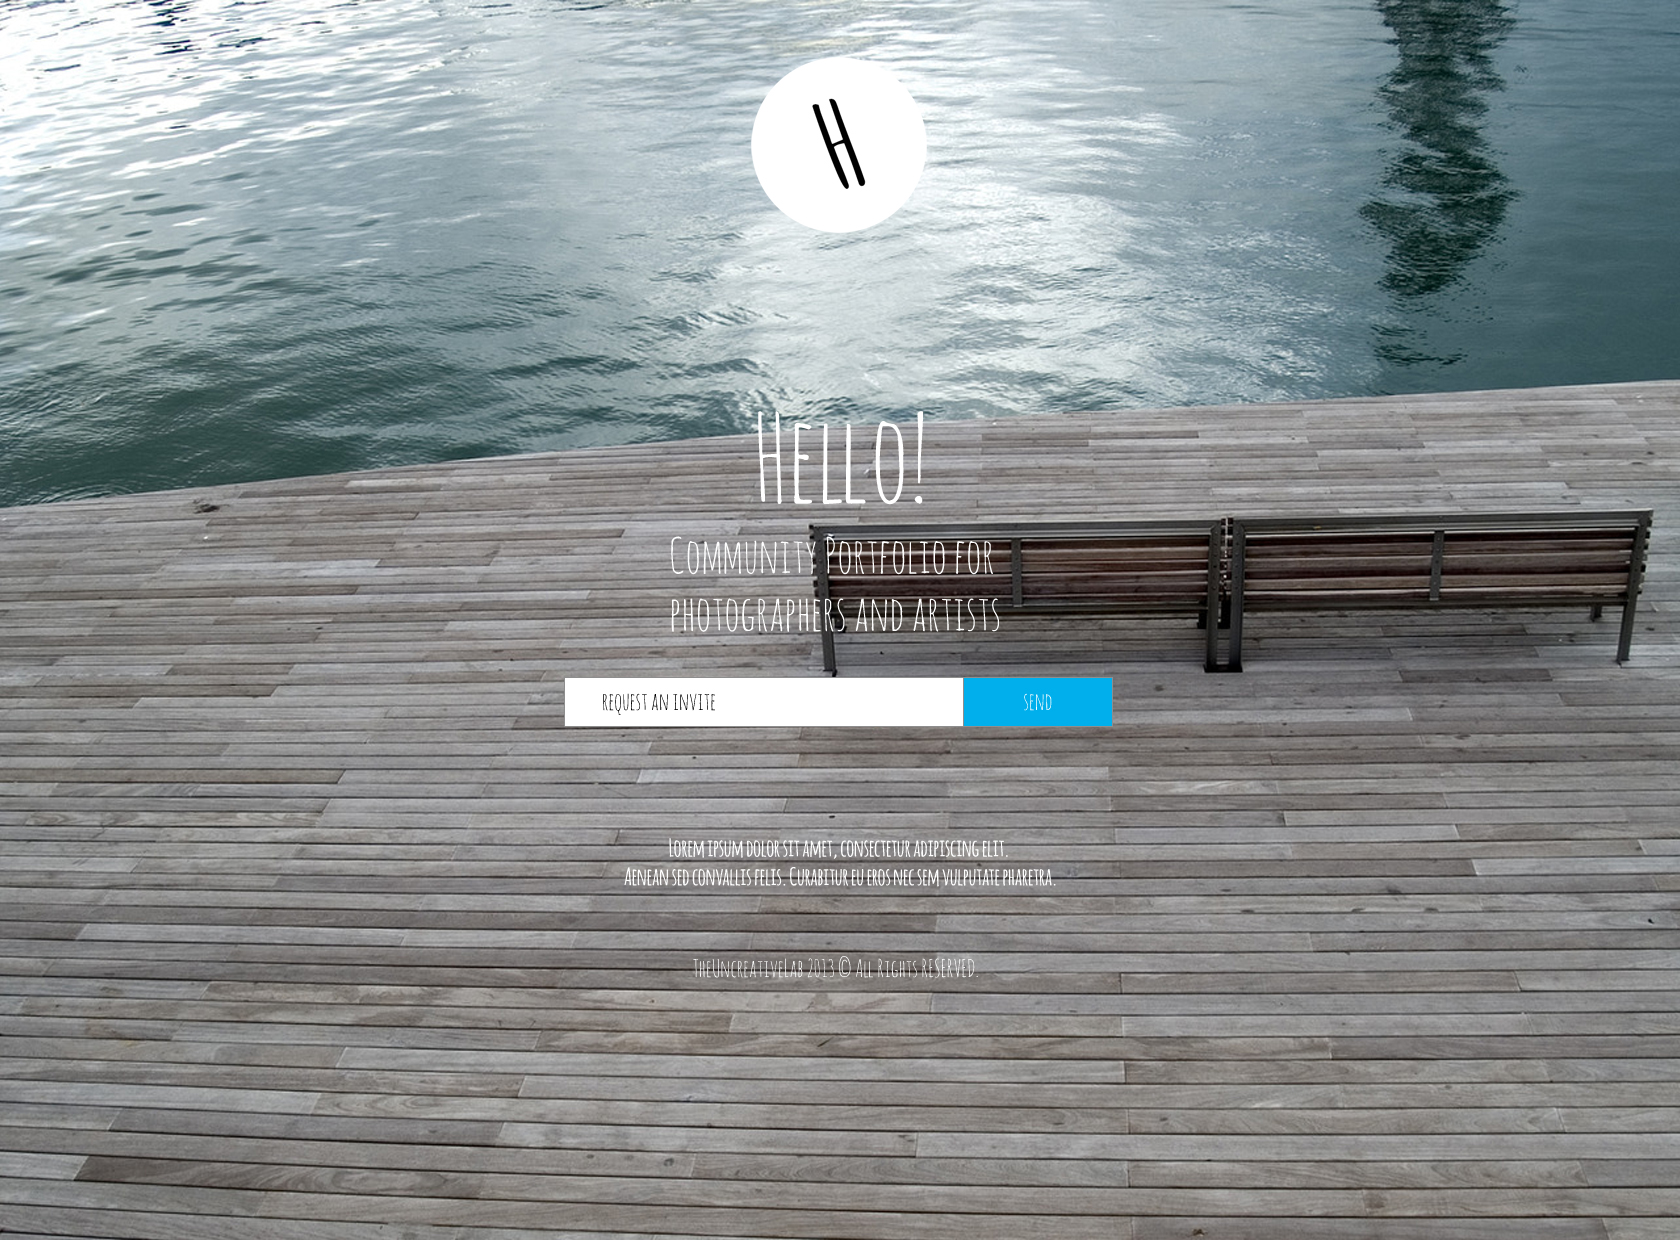 H
Hello!
Community Portfolio for
photographers and artists
request an invite
send
Lorem ipsum dolor sit amet, consectetur adipiscing elit.
Aenean sed convallis felis. Curabitur eu eros nec sem vulputate pharetra.
TheUncreativeLab 2013 © All Rights RESERVED.